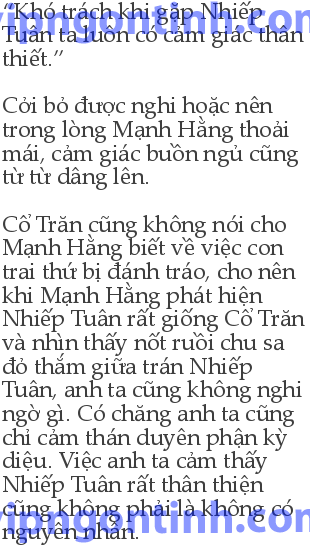 “Khó trách khi gặp Nhiếp
Tuân ta luôn có cảm giác thân
thiết.”
Cởi bỏ được nghi hoặc nên
trong lòng Mạnh Hằng thoải
mái, cảm giác buồn ngủ cũng
từ từ dâng lên.
Cổ Trăn cũng không nói cho
Mạnh Hằng biết về việc con
trai thứ bị đánh tráo, cho nên
khi Mạnh Hằng phát hiện
Nhiếp Tuân rất giống Cổ Trăn
và nhìn thấy nốt ruồi chu sa
đỏ thắm giữa trán Nhiếp
Tuân, anh ta cũng không nghi
ngờ gì. Có chăng anh ta cũng
chỉ cảm thán duyên phận kỳ
diệu. Việc anh ta cảm thấy
Nhiếp Tuân rất thân thiện
cũng không phải là không có
nguyên nhân.
vipngontinh.com
vipngontinh.com